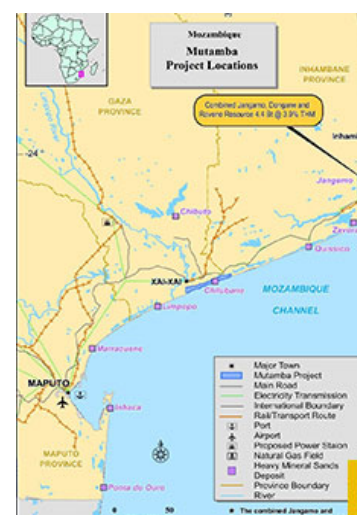 Mozambique
Mutamba
Project Locations
INHAMBANE
PROVINCE
GAZA
PROVINCE
Combined Jangamo, Dongane and
Ravene Resource 4.4 Bt @ 3.9% THM
-24°
Inham
Jangamo
Chibuto
Zavora
Quissico
XAI-XAI
Chilubane
Limpopo
MOZAMBIQUE
CHANNEL
Marracuene
MAPUTO
Inhaca
MAPUTO
PROVINCE
Ponta do Ouro
Major Town
Mutamba Project
Main Road
Electricity Transmission
International Boundary
Rail/Transport Route
Port
Airport
Proposed Power Staion
Natural Gas Field
Heavy Mineral Sands
Deposit
Province Boundary
River
0 50
The combined Jangamo and